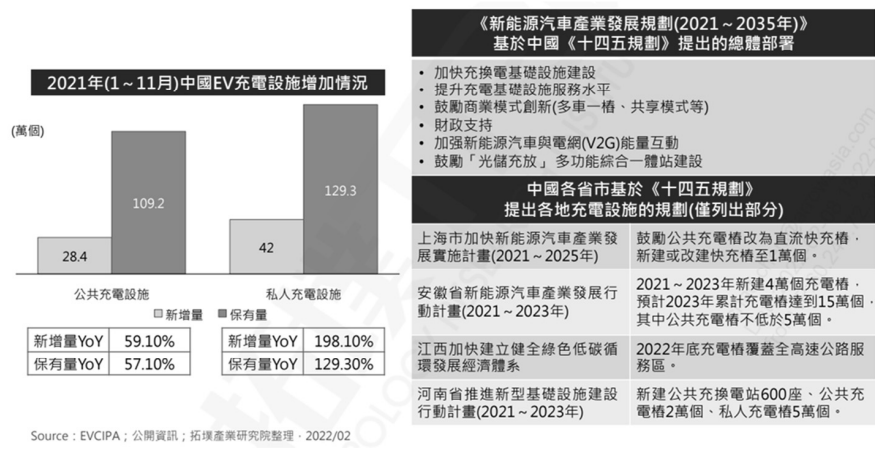 2021年(1～11月)中國EV充電設施增加情況
(萬個)
28.4
109.2
42
129.3
公共充電設施
私人充電設施
新增量 保有量
新增量YoY 59.10%
保有量YoY 57.10%
新增量YoY 198.10%
保有量YoY 129.30%
Source：EVCIPA；公開資訊；拓墣產業研究院整理，2022/02
《新能源汽車產業發展規劃(2021～2035年)》
基於中國《十四五規劃》提出的總體部署
• 加快充換電基礎設施建設
• 提升充電基礎設施服務水平
• 鼓勵商業模式創新(多車一樁、共享模式等)
• 財政支持
• 加强新能源汽車與電網(V2G)能量互動
• 鼓勵「光儲充放」多功能綜合一體站建設
中國各省市基於《十四五規劃》
提出各地充電設施的規劃(僅列出部分)
上海市加快新能源汽車產業發
展實施計畫(2021～2025年)
鼓勵公共充電樁改為直流快充樁，
新建或改建快充樁至1萬個。
安徽省新能源汽車產業發展行
動計畫(2021～2023年)
2021～2023年新建4萬個充電樁，
預計2023年累計充電樁達到15萬個，
其中公共充電樁不低於5萬個。
江西加快建立健全綠色低碳循
環發展經濟體系
2022年底充電樁覆蓋全高速公路服
務區。
河南省推進新型基礎設施建設
行動計畫(2021～2023年)
新建公共充換電站600座、公共充
電樁2萬個、私人充電樁5萬個。